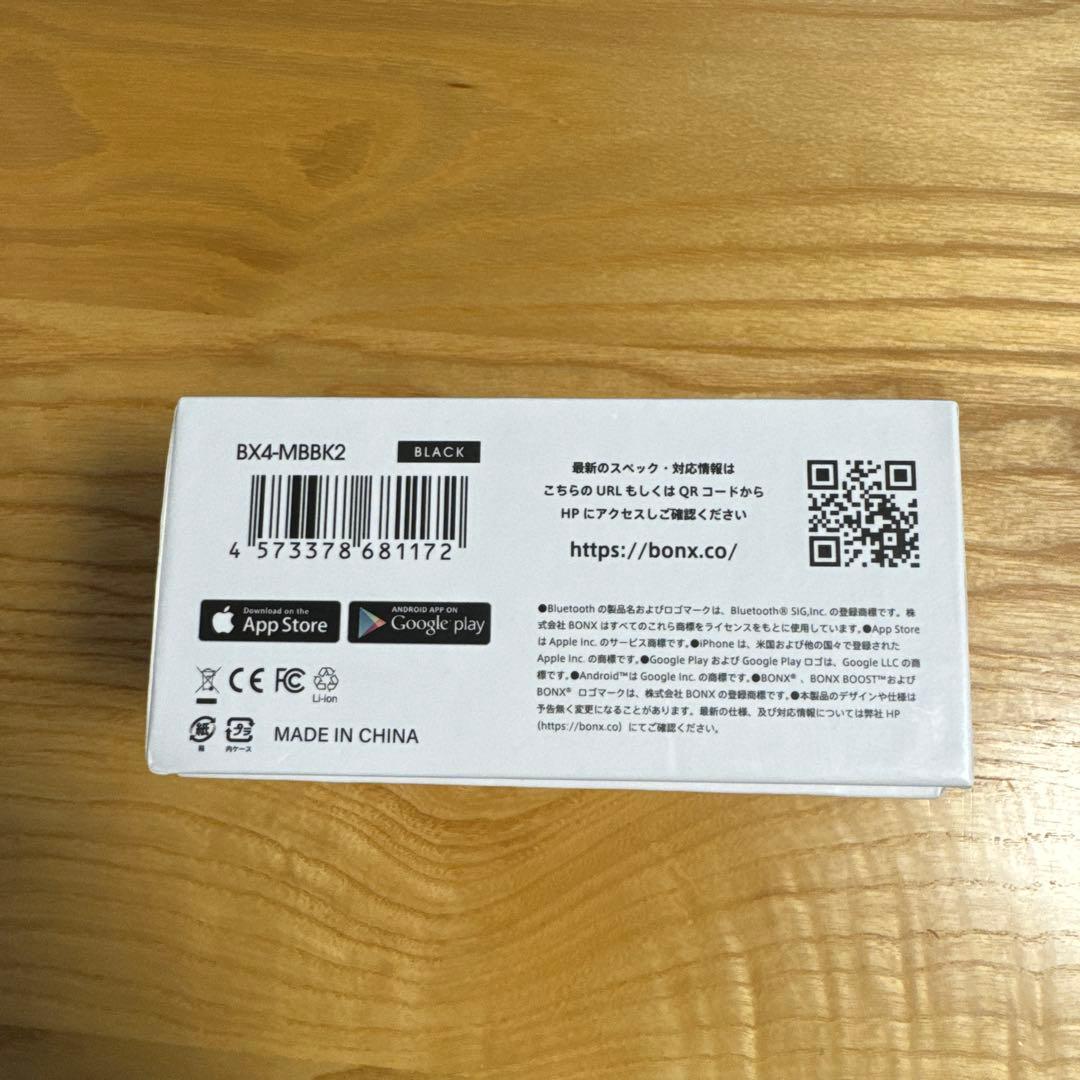 BX4-MBBK2 BLACK
4 573378 681172
Download on the
App Store
ANDROID APP ON
Google play
CE FC
Li-ion
紙
箱
プラ
内ケース
MADE IN CHINA
最新のスペック・対応情報は
こちらの URL もしくは QR コードから
HP にアクセスしご確認ください
https://bonx.co/
●Bluetooth の製品名およびロゴマークは、Bluetooth® SIG,Inc. の登録商標です。株
式会社 BONX はすべてのこれら商標をライセンスをもとに使用しています。●App Store
は Apple Inc. のサービス商標です。●iPhone は、米国および他の国々で登録された
Apple Inc. の商標です。●Google Play および Google Play ロゴは、Google LLC の商
標です。●Android™は Google Inc. の商標です。●BONX® 、BONX BOOST™および
BONX® ロゴマークは、株式会社 BONX の登録商標です。●本製品のデザインや仕様は
予告無く変更になることがあります。最新の仕様、及び対応情報については弊社 HP
(https://bonx.co) にてご確認ください。